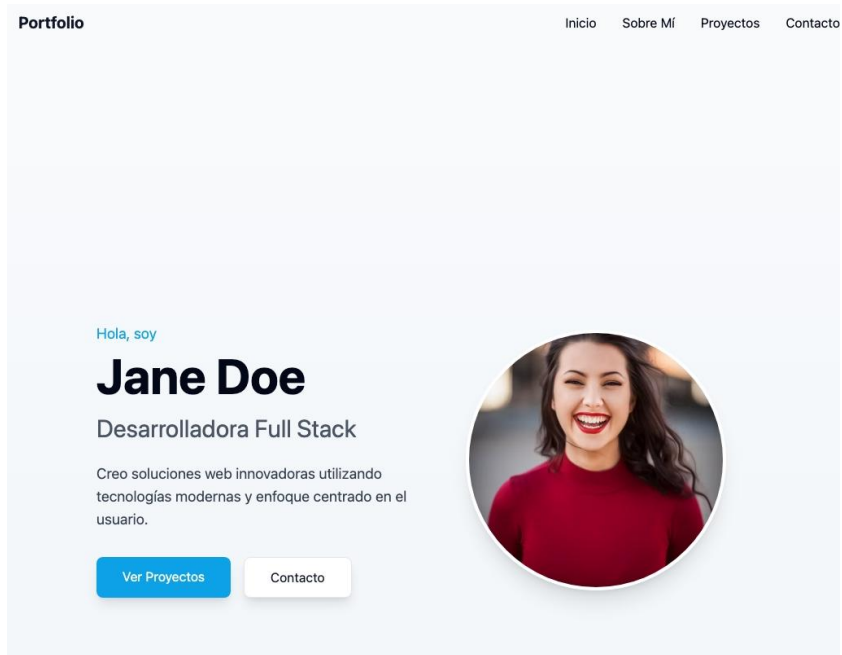 Portfolio
Inicio Sobre Mí Proyectos Contacto
Hola, soy
Jane Doe
Desarrolladora Full Stack
Creo soluciones web innovadoras utilizando
tecnologías modernas y enfoque centrado en el
usuario.
Ver Proyectos
Contacto